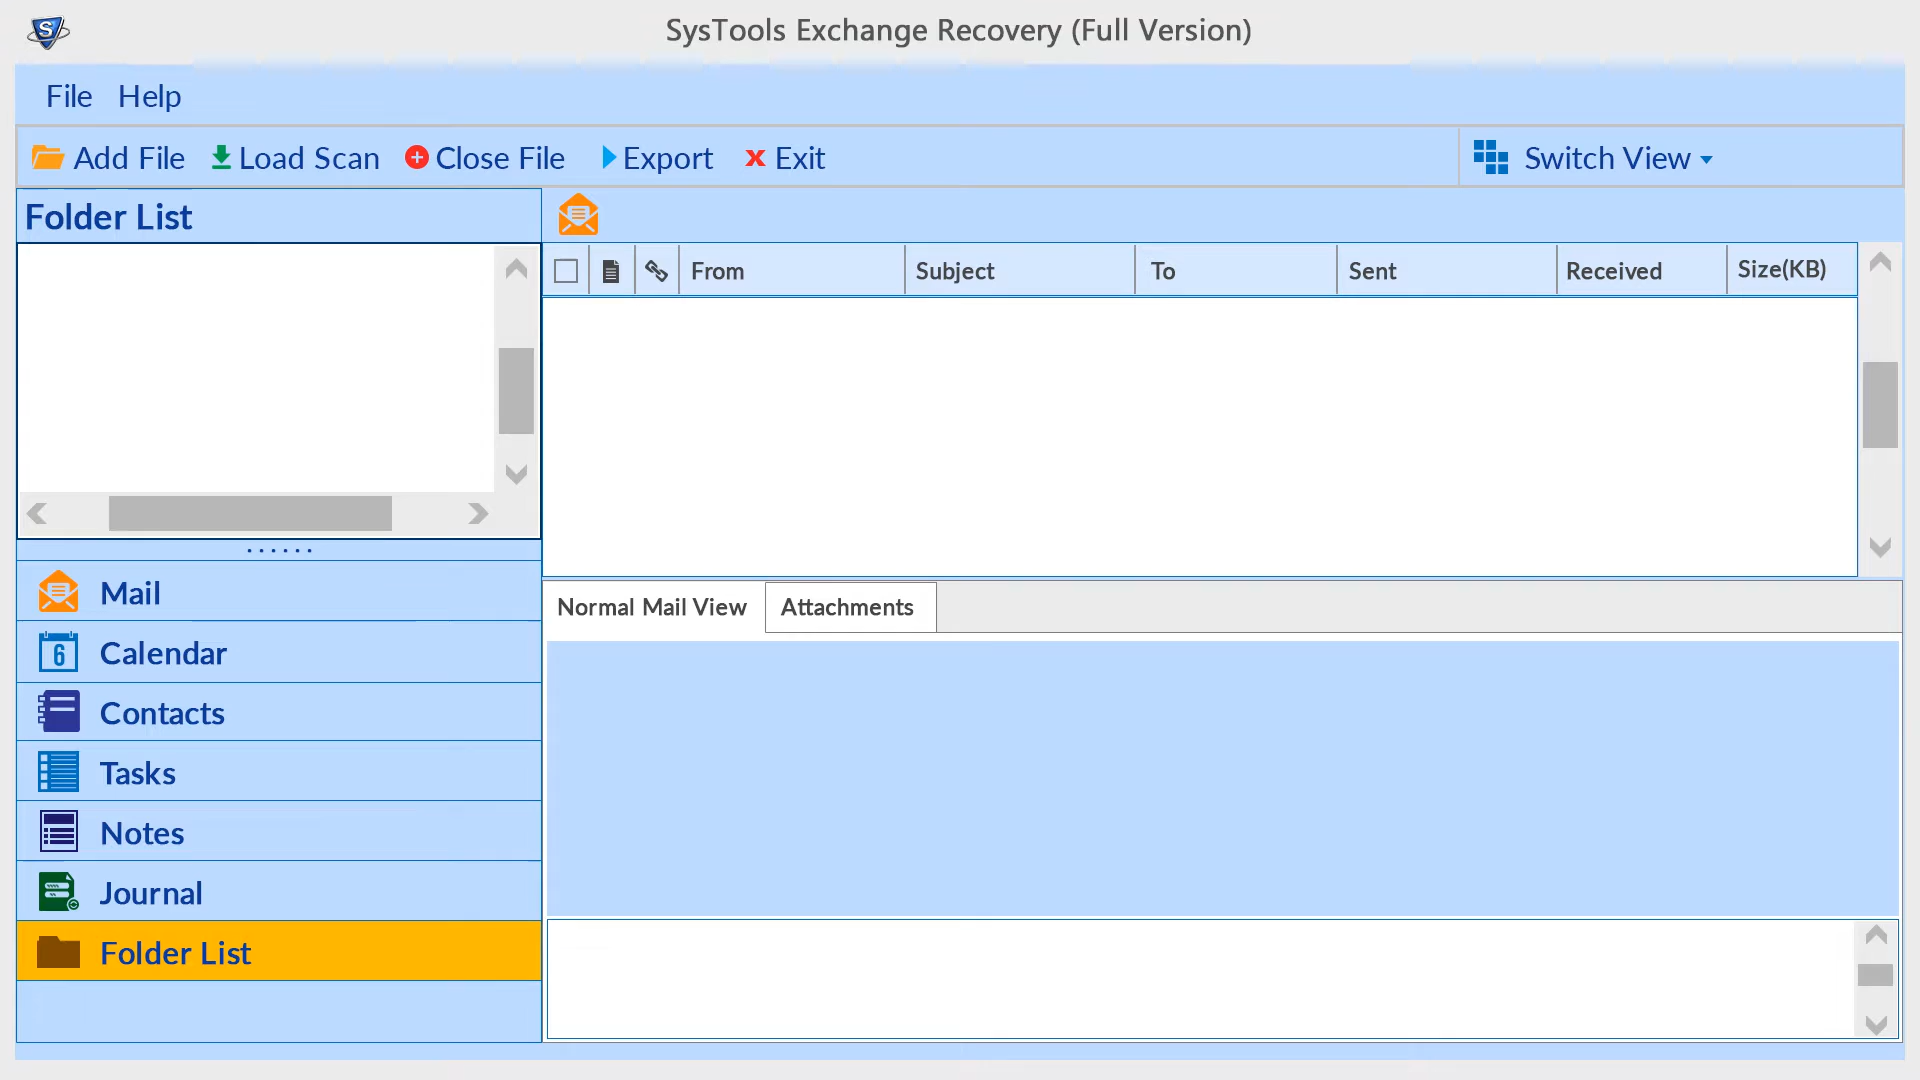 SysTools Exchange Recovery (Full Version)
File Help
Add File Load Scan Close File Export Exit Switch View
Folder List
From Subject To Sent Received Size(KB)
Normal Mail View Attachments
Mail
6 Calendar
Contacts
Tasks
Notes
Journal
Folder List